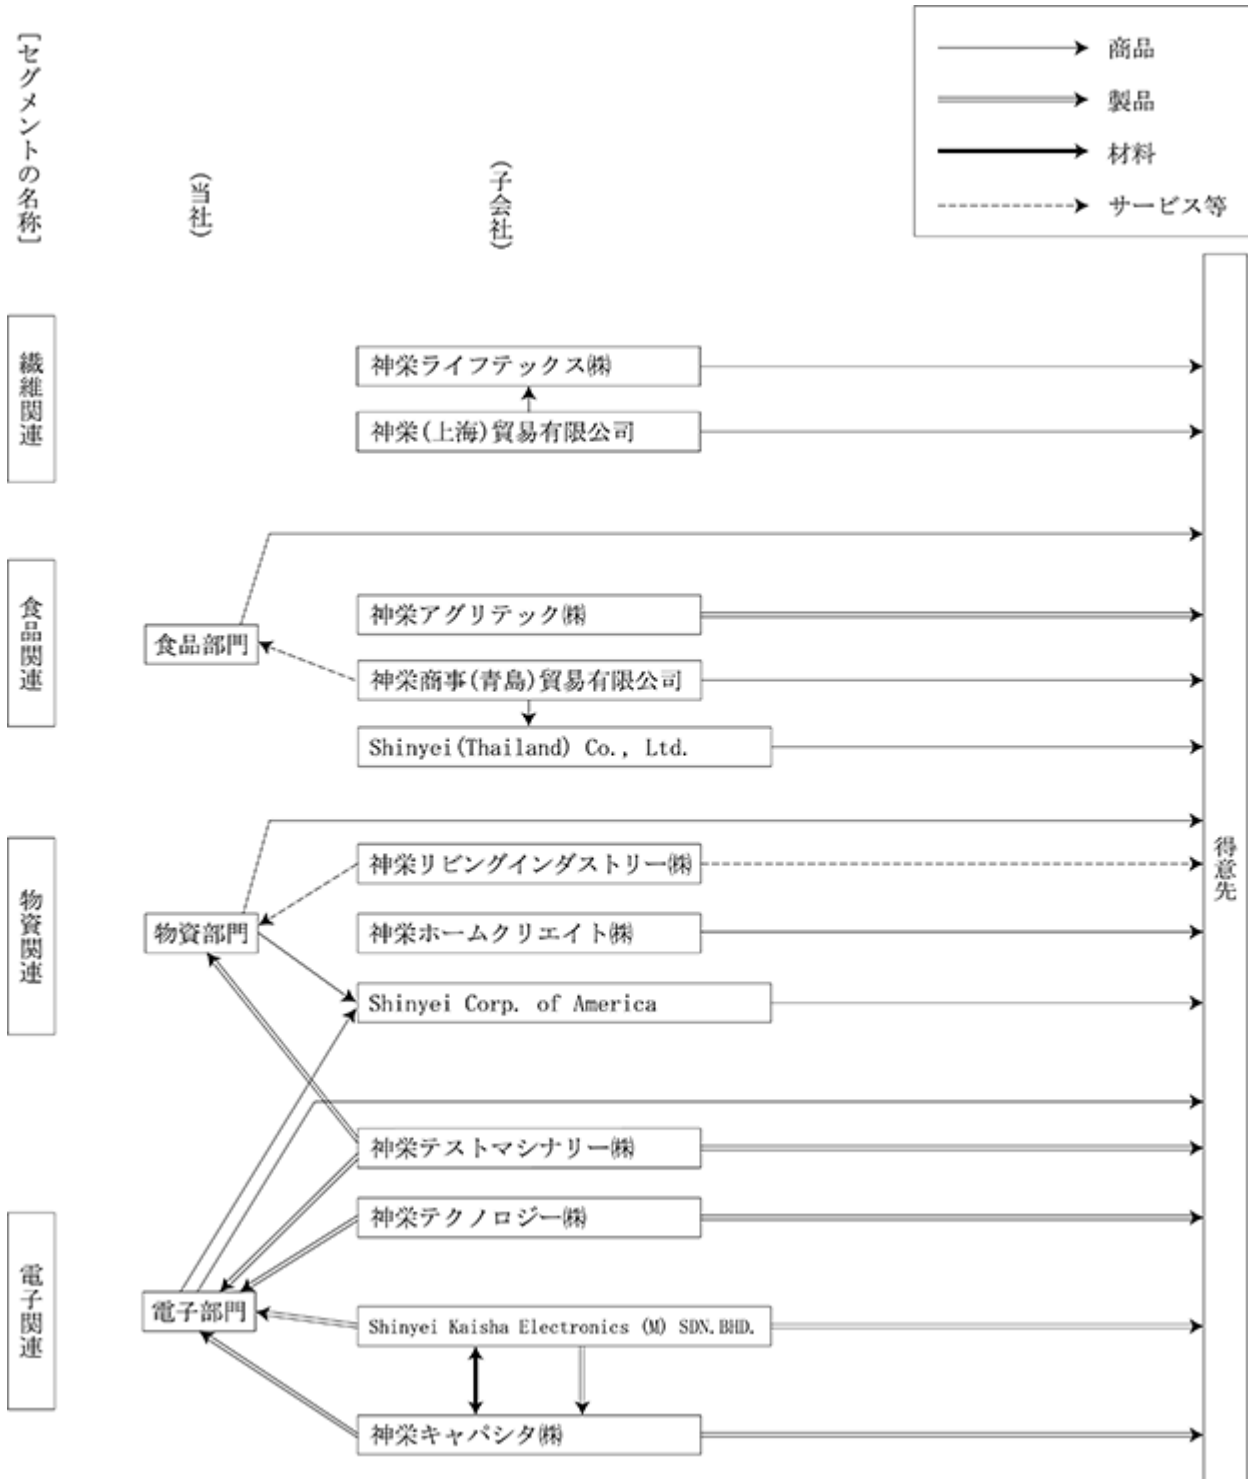 [セグメントの名称]
(当社)
(子会社)
商品
製品
材料
サービス等
繊維関連
神栄ライフテックス㈱
神栄(上海)貿易有限公司
食品関連
食品部門
神栄アグリテック㈱
神栄商事(青島)貿易有限公司
Shinyei(Thailand) Co., Ltd.
物資関連
物資部門
神栄リビングインダストリー㈱
神栄ホームクリエイト㈱
Shinyei Corp. of America
得意先
神栄テストマシナリー㈱
神栄テクノロジー㈱
電子関連
電子部門
Shinyei Kaisha Electronics (M) SDN.BHD.
神栄キャパシタ㈱